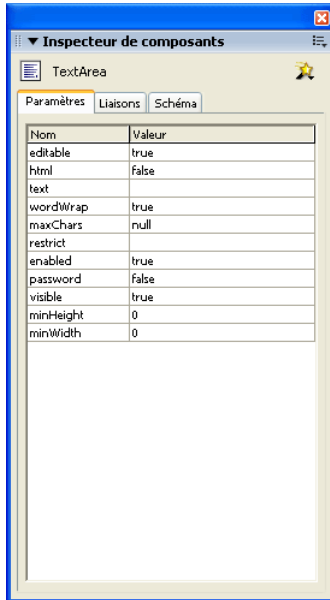 Inspecteur de composants
TextArea
Paramètres Liaisons Schéma
Nom Valeur
editable true
html false
text
wordWrap true
maxChars null
restrict
enabled true
password false
visible true
minHeight 0
minWidth 0